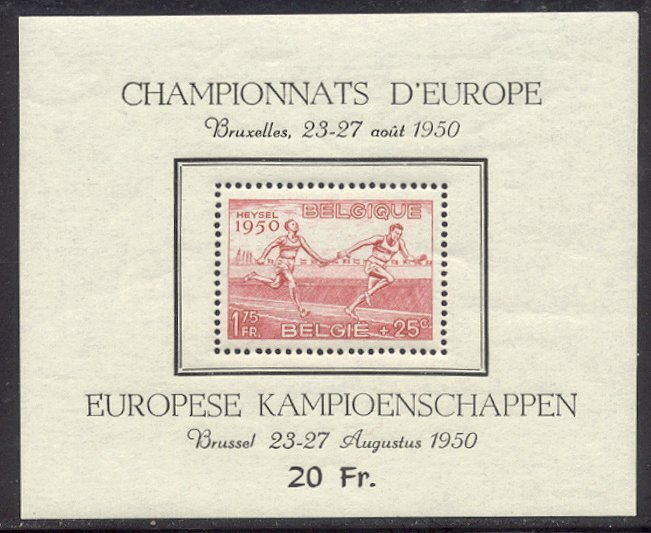 CHAMPIONNATS D'EUROPE
Bruxelles, 23-27 août 1950
HEYSEL BELGIQUE
1950
1.75 FR. BELGIË + 25C.
EUROPESE KAMPIOENSCHAPPEN
Brussel 23-27 Augustus 1950
20 Fr.